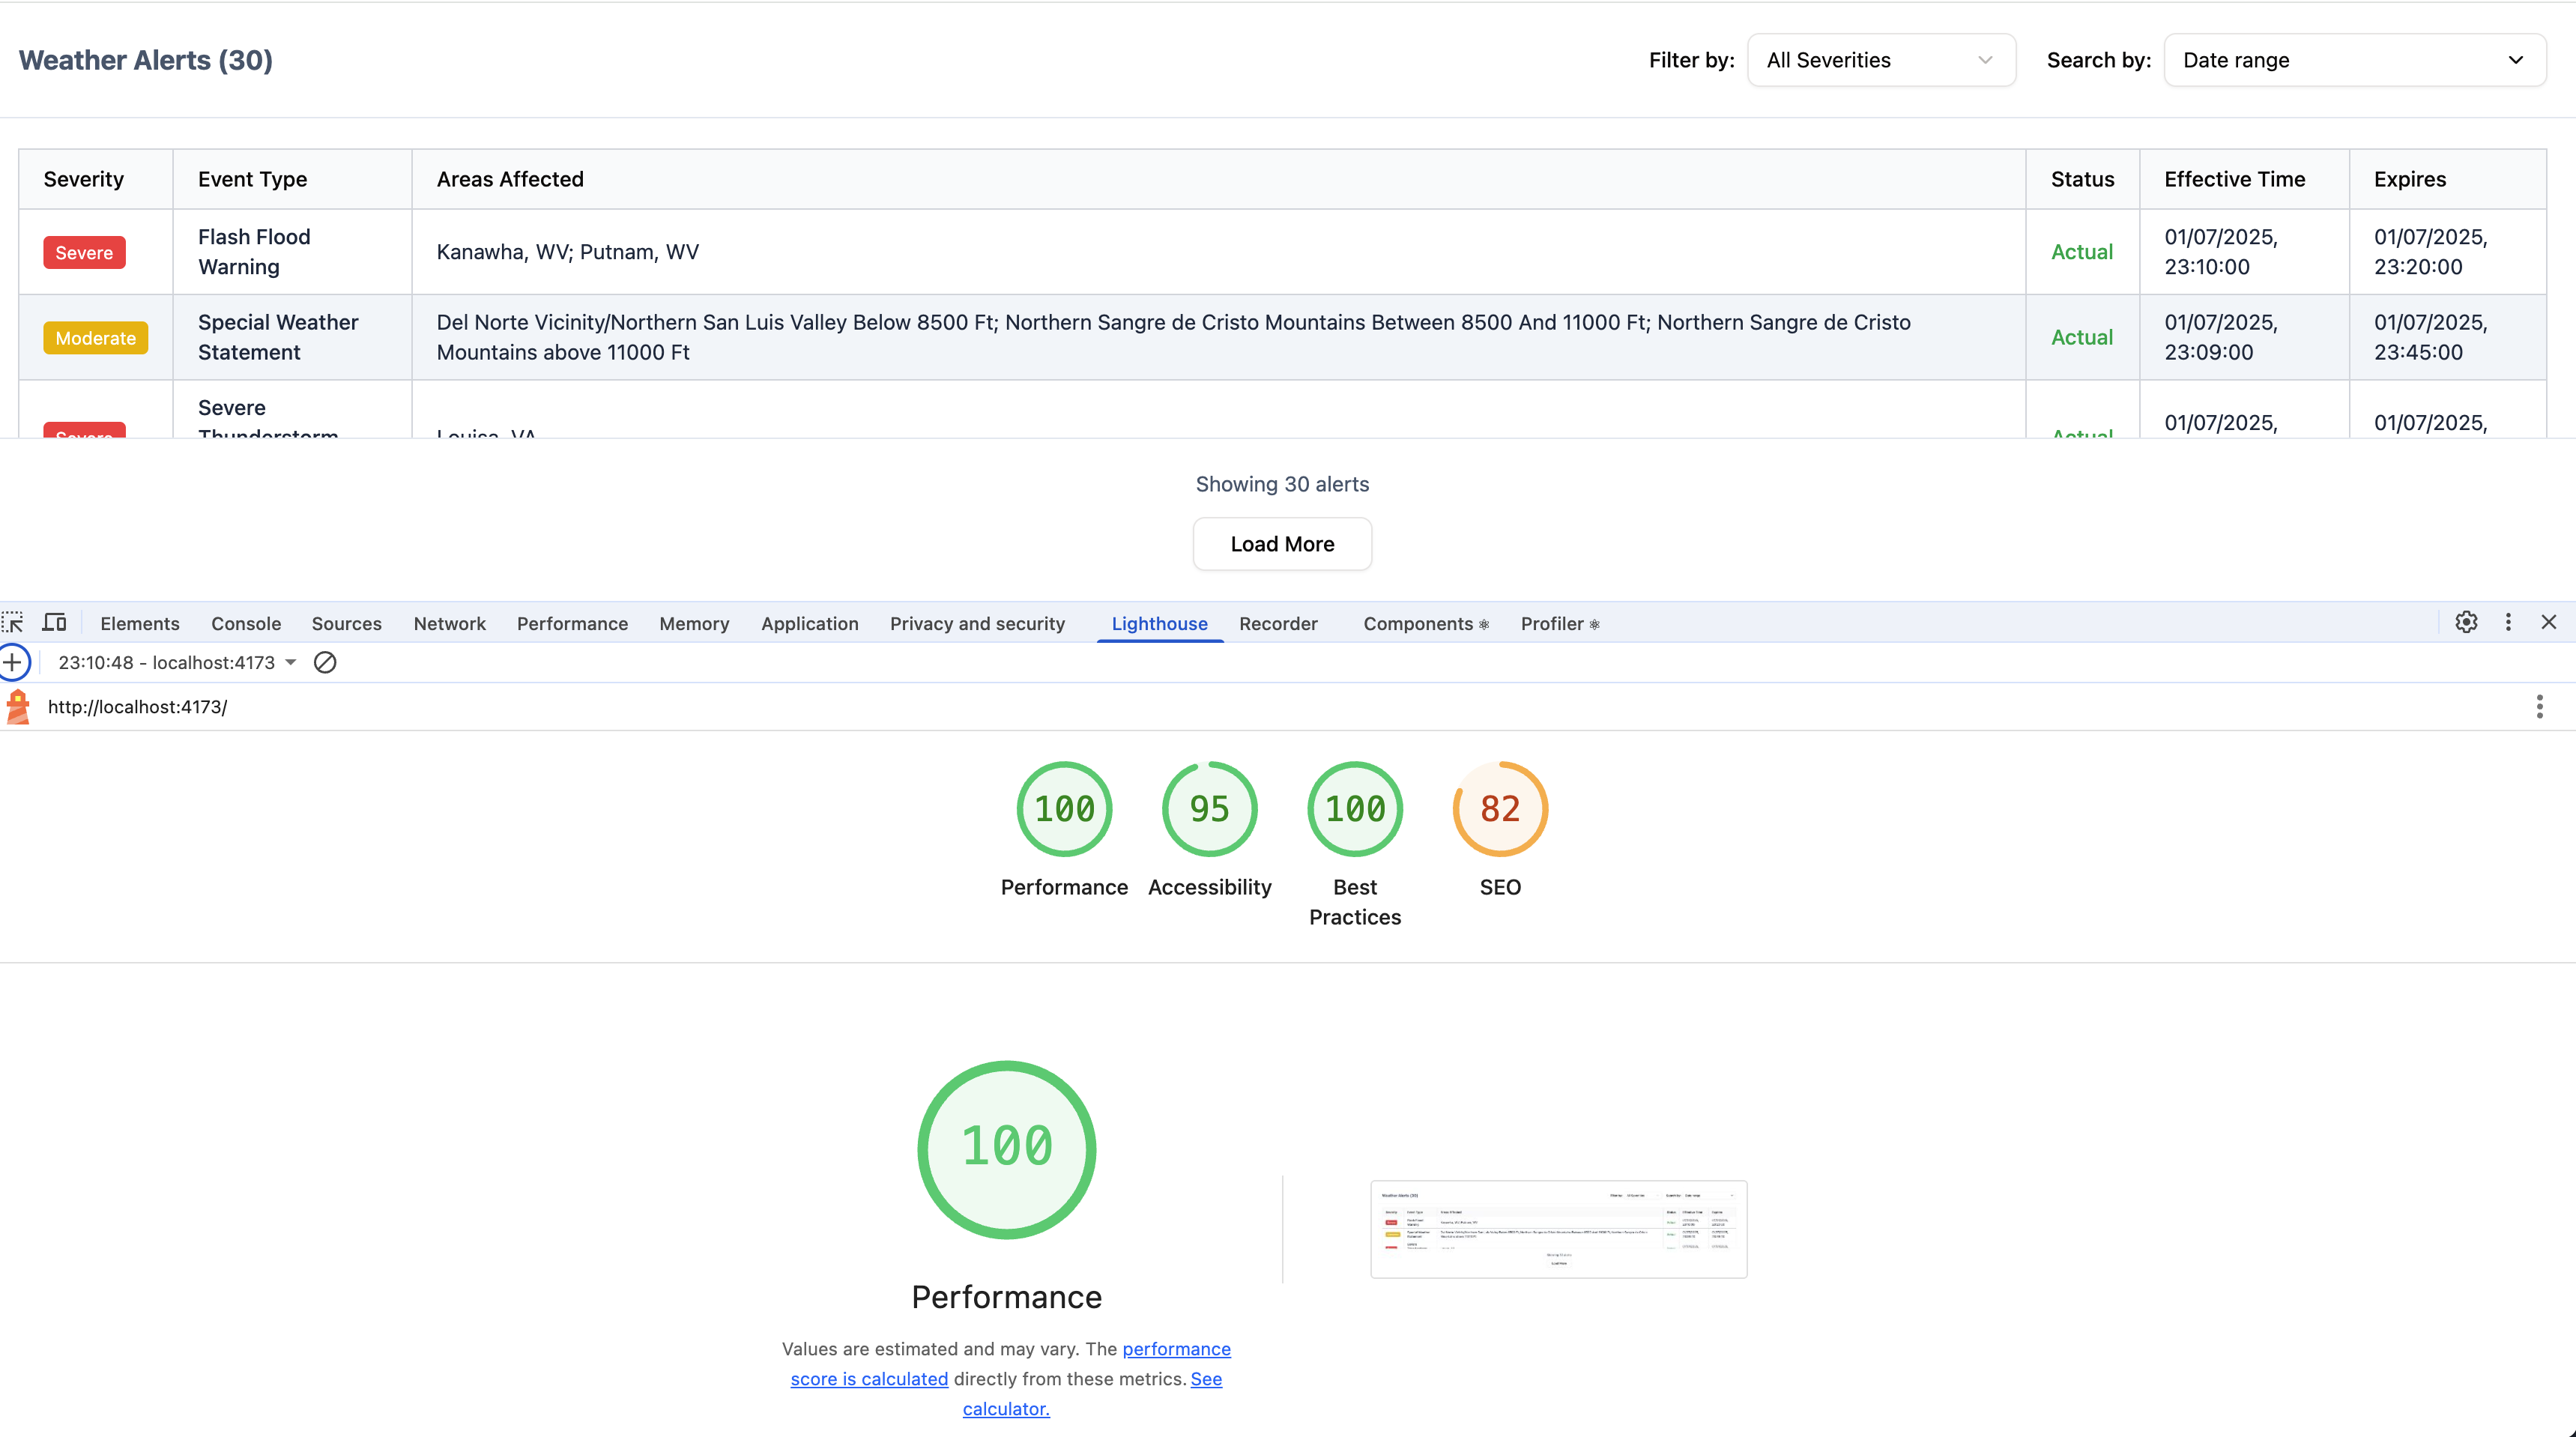 Weather Alerts (30)
Filter by: All Severities Search by: Date range
Severity Event Type Areas Affected Status Effective Time Expires
Severe Flash Flood Warning Kanawha, WV; Putnam, WV Actual 01/07/2025, 23:10:00 01/07/2025, 23:20:00
Moderate Special Weather Statement Del Norte Vicinity/Northern San Luis Valley Below 8500 Ft; Northern Sangre de Cristo Mountains Between 8500 And 11000 Ft; Northern Sangre de Cristo
Mountains above 11000 Ft Actual 01/07/2025, 23:09:00 01/07/2025, 23:45:00
Severe Severe Thunderstorm Louisa, VA Actual 01/07/2025, 01/07/2025,
Showing 30 alerts
Load More
Elements Console Sources Network Performance Memory Application Privacy and security Lighthouse Recorder Components Profiler
23:10:48 - localhost:4173
http://localhost:4173/
100 95 100 82
Performance Accessibility Best Practices SEO
100
Performance
Values are estimated and may vary. The performance
score is calculated directly from these metrics. See
calculator.